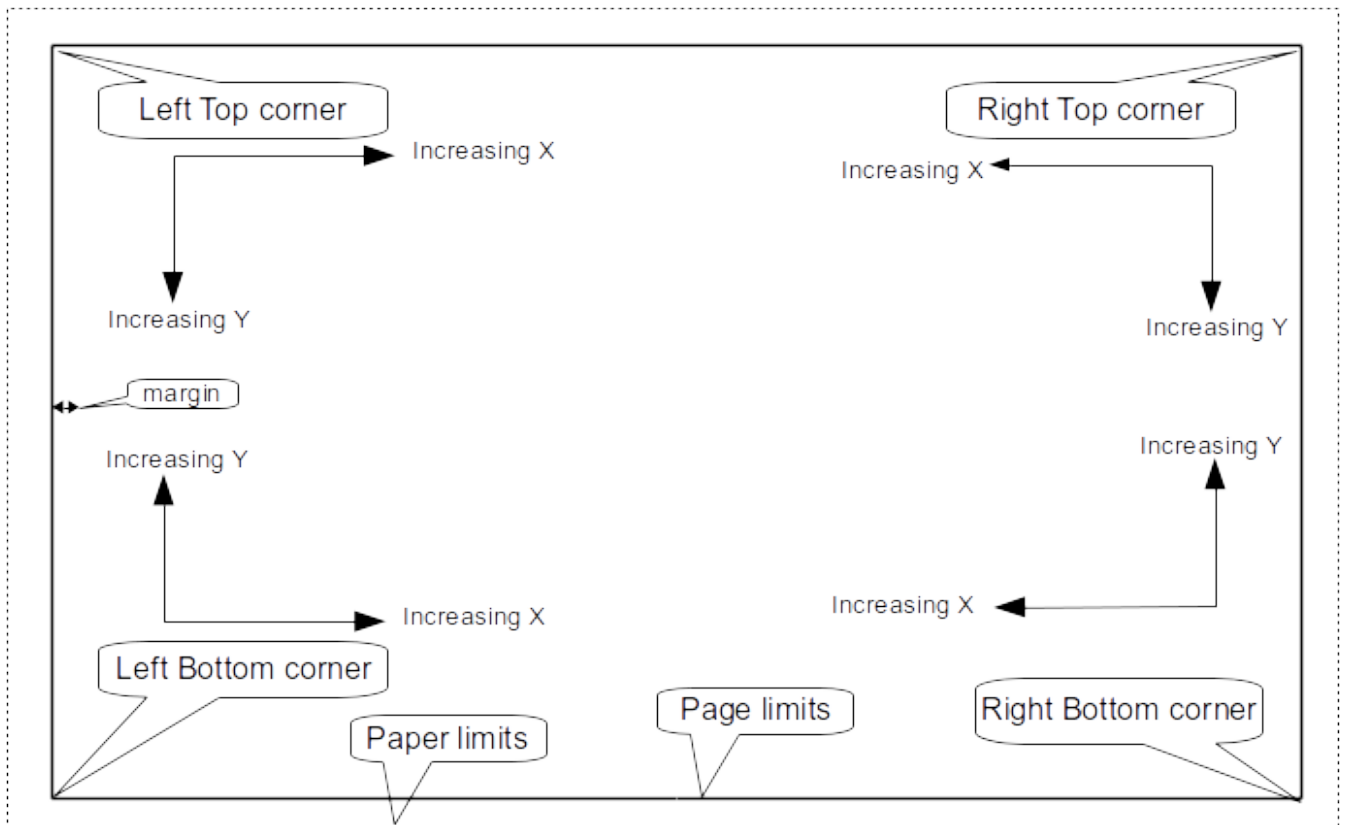 Left Top corner
Right Top corner
Increasing X
Increasing X
Increasing Y
Increasing Y
margin
Increasing Y
Increasing Y
Increasing X
Increasing X
Left Bottom corner
Page limits
Right Bottom corner
Paper limits